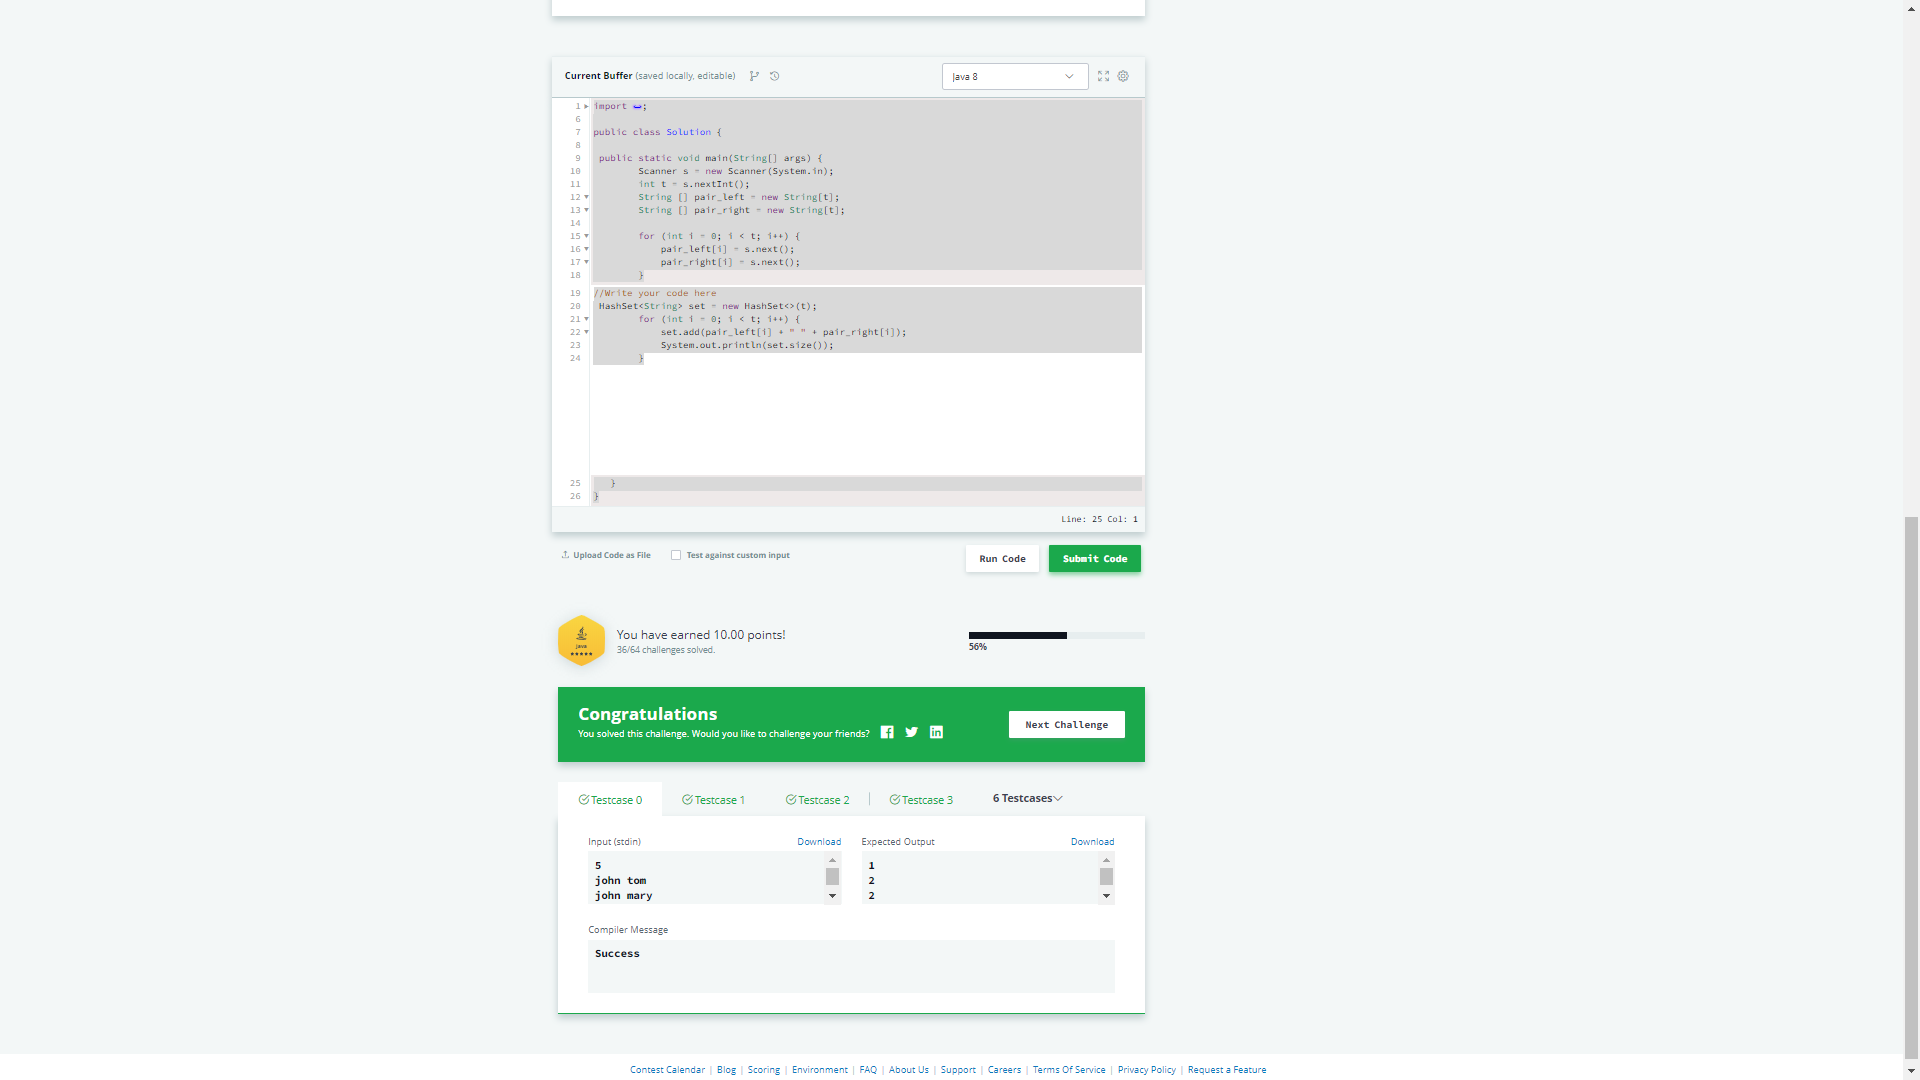 Current Buffer (saved locally, editable)
Java 8
1 import ;
6
7 public class Solution {
8
9 public static void main(String[] args) {
10 Scanner s = new Scanner(System.in);
11 int t = s.nextInt();
12 String [] pair_left = new String[t];
13 String [] pair_right = new String[t];
14
15 for (int i = 0; i < t; i++) {
16 pair_left[i] = s.next();
17 pair_right[i] = s.next();
18 }
19 //Write your code here
20 HashSet<String> set = new HashSet<>(t);
21 for (int i = 0; i < t; i++) {
22 set.add(pair_left[i] + " " + pair_right[i]);
23 System.out.println(set.size());
24 }
25 }
26 }
Line: 25 Col: 1
Upload Code as File Test against custom input
Run Code Submit Code
Java
You have earned 10.00 points!
36/64 challenges solved.
56%
Congratulations
You solved this challenge. Would you like to challenge your friends?
Next Challenge
Testcase 0 Testcase 1 Testcase 2 Testcase 3 6 Testcases
Input (stdin) Download Expected Output Download
5
john tom
john mary
1
2
2
Compiler Message
Success
Contest Calendar | Blog | Scoring | Environment | FAQ | About Us | Support | Careers | Terms Of Service | Privacy Policy | Request a Feature